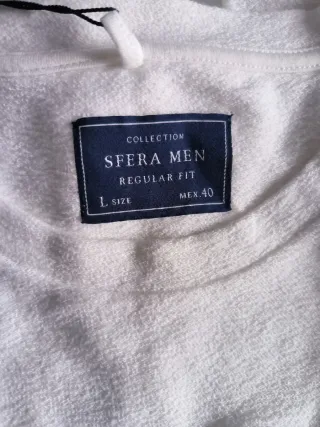 COLLECTION
SFERA MEN
REGULAR FIT
L SIZE MEX.40